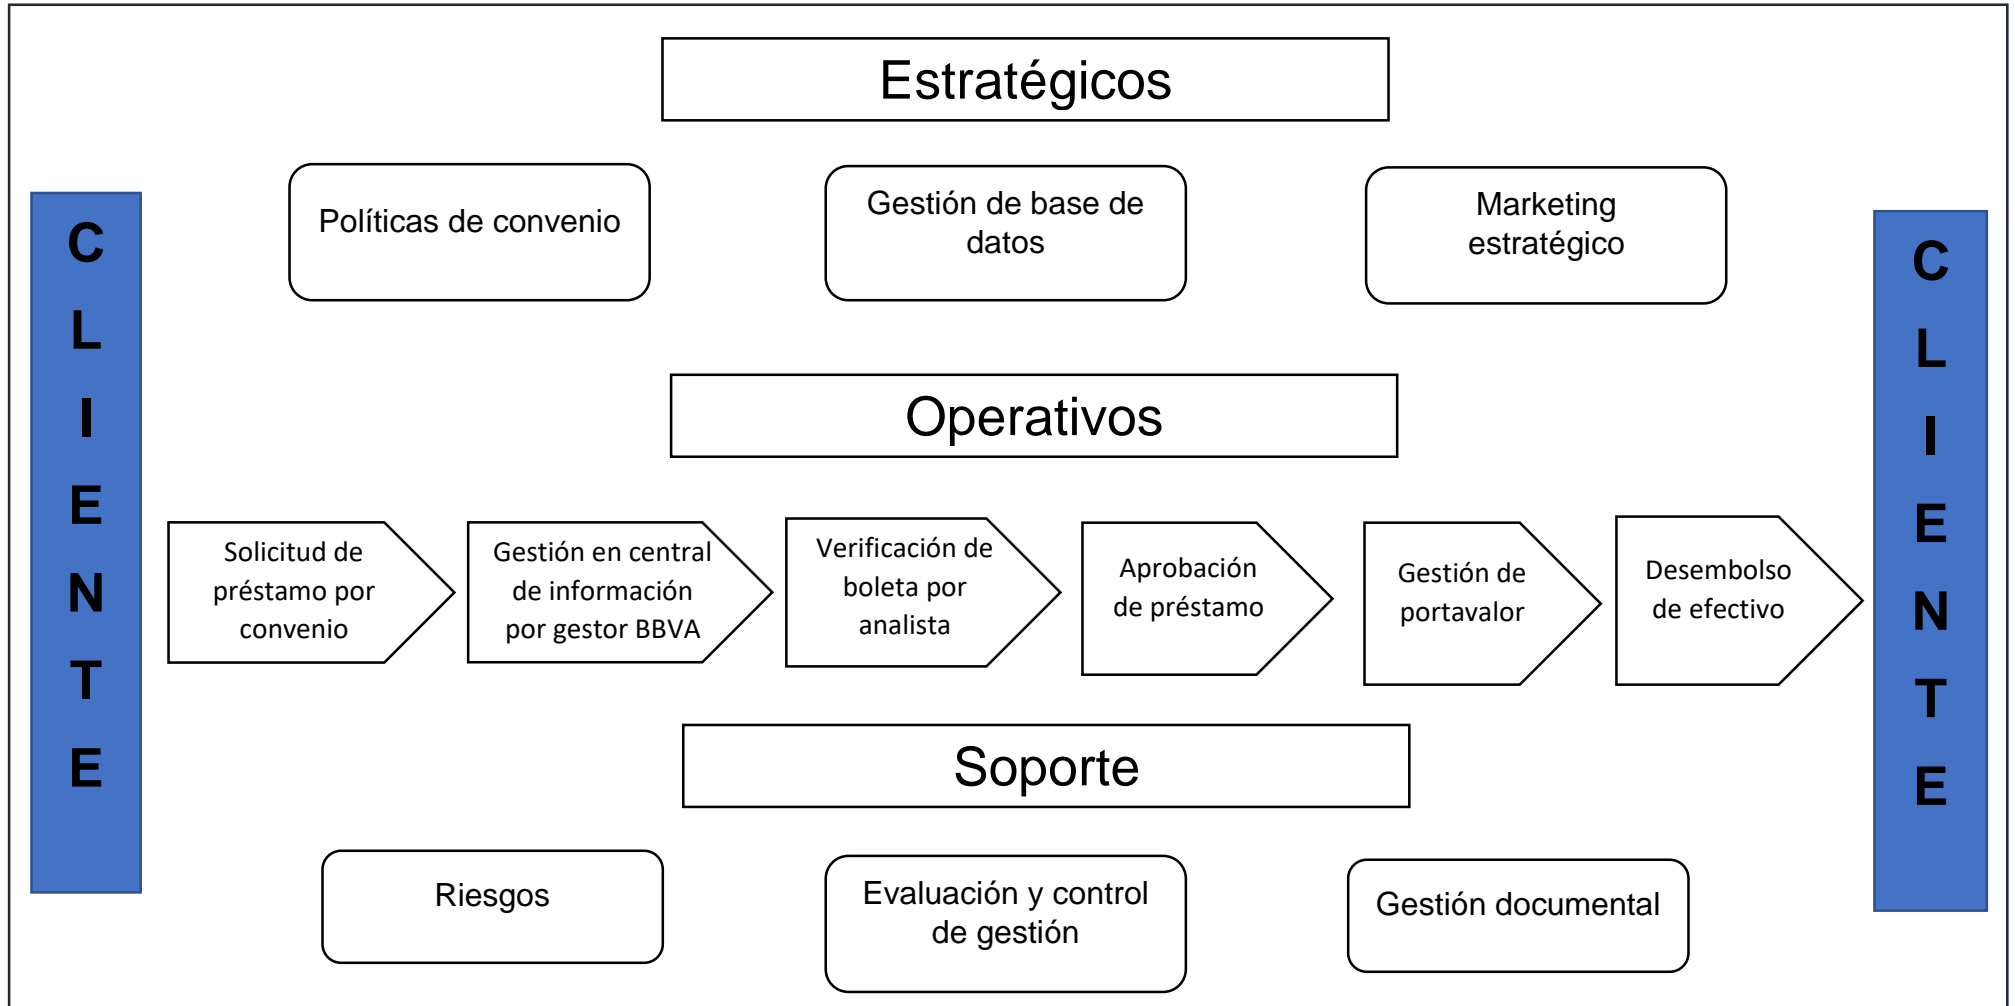 Estratégicos
Políticas de convenio
Gestión de base de
datos
Marketing
estratégico
C
L
I
E
N
T
E
Operativos
Solicitud de
préstamo por
convenio
Gestión en central
de información
por gestor BBVA
Verificación de
boleta por
analista
Aprobación
de préstamo
Gestión de
portavalor
Desembolso
de efectivo
C
L
I
E
N
T
E
Soporte
Riesgos
Evaluación y control
de gestión
Gestión documental